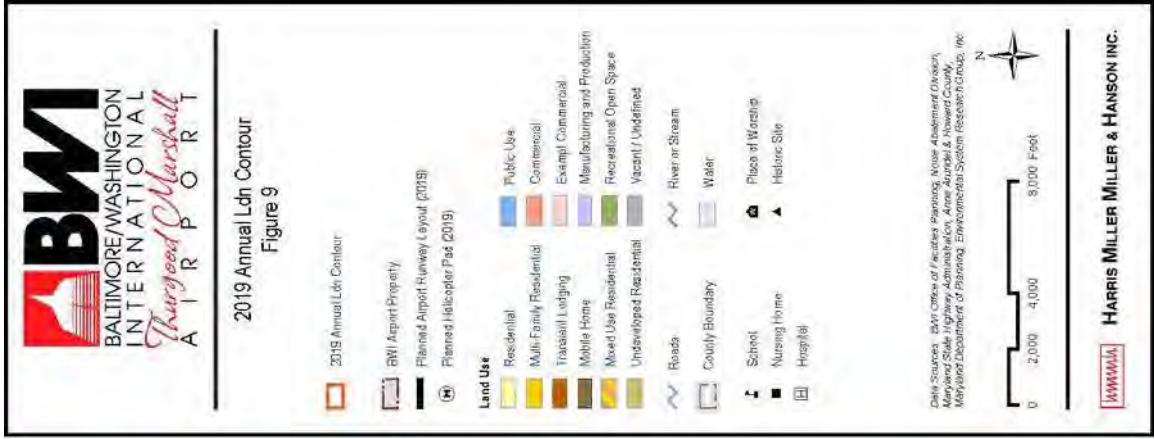 BWI
BALTIMORE/WASHINGTON
INTERNATIONAL
Thurgood Marshall
AIRPORT
2019 Annual Ldn Contour
Figure 9
2019 Annual Ldn Contour
BWI Airport Property
Planned Airport Runway Layout (2019)
H Planned Helicopter Pad (2019)
Land Use
Residential
Multi-Family Residential
Transient Lodging
Mobile Home
Mixed Use Residential
Undeveloped Residential
Public Use
Commercial
Exempt Commercial
Manufacturing and Production
Recreational Open Space
Vacant / Undefined
Roads
County Boundary
River or Stream
Water
School
Nursing Home
H Hospital
Place of Worship
Historic Site
Data Sources: BWI Office of Facilities Planning, Noise Abatement Division,
Maryland State Highway Administration, Anne Arundel & Howard County,
Maryland Department of Planning, Environmental System Research Group, Inc
N
0 2,000 4,000 8,000 Feet
HARRIS MILLER MILLER & HANSON INC.